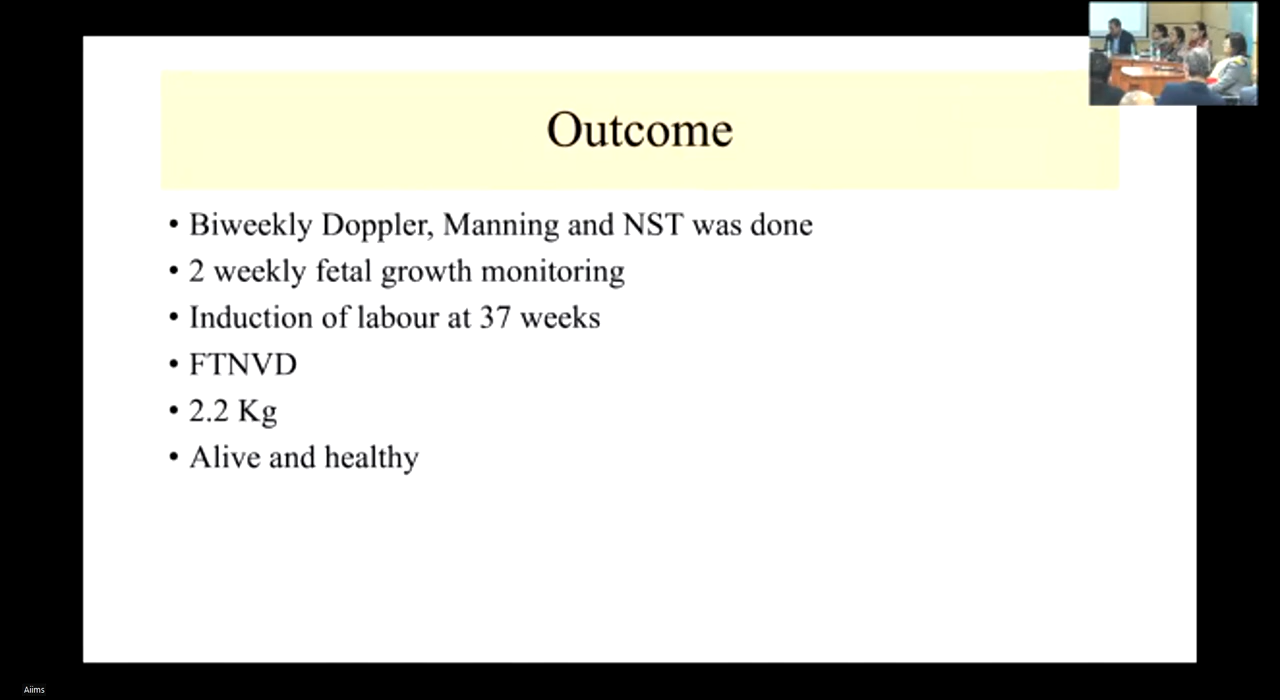 Outcome
• Biweekly Doppler, Manning and NST was done
• 2 weekly fetal growth monitoring
• Induction of labour at 37 weeks
• FTNVD
• 2.2 Kg
• Alive and healthy
Aiims